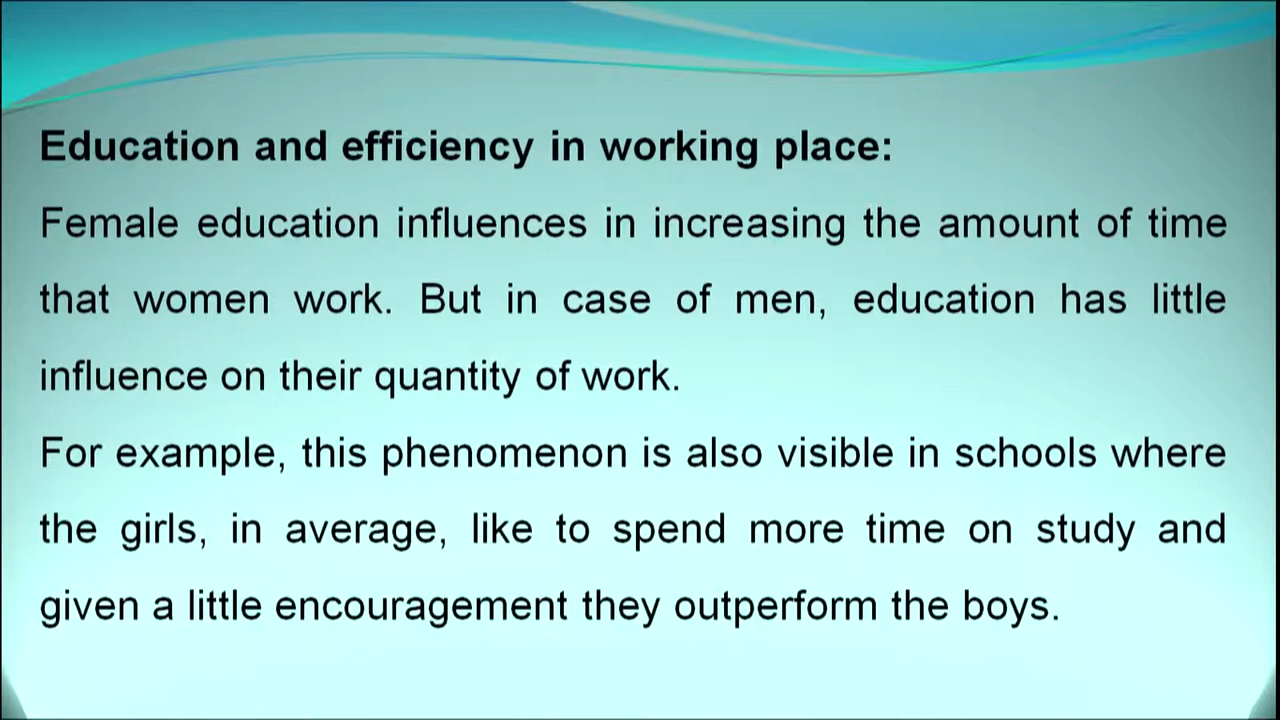 Education and efficiency in working place:
Female education influences in increasing the amount of time
that women work. But in case of men, education has little
influence on their quantity of work.
For example, this phenomenon is also visible in schools where
the girls, in average, like to spend more time on study and
given a little encouragement they outperform the boys.